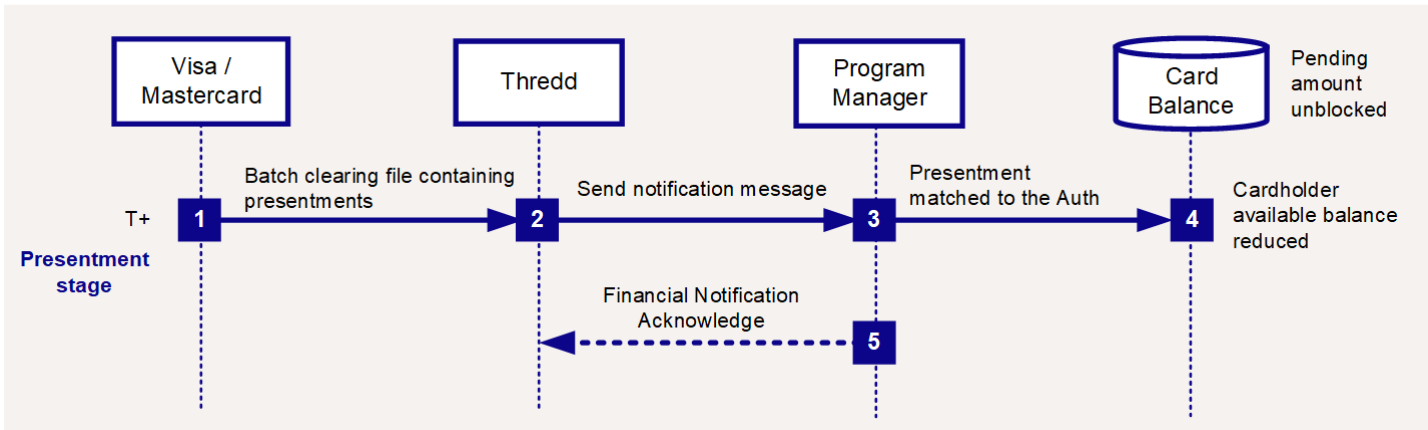 Visa /
Mastercard
Thredd
Program
Manager
Card
Balance
Pending
amount
unblocked
Batch clearing file containing
presentments
Send notification message
Presentment
matched to the Auth
Cardholder
available balance
reduced
T+
1
2
3
4
Presentment
stage
Financial Notification
Acknowledge
5